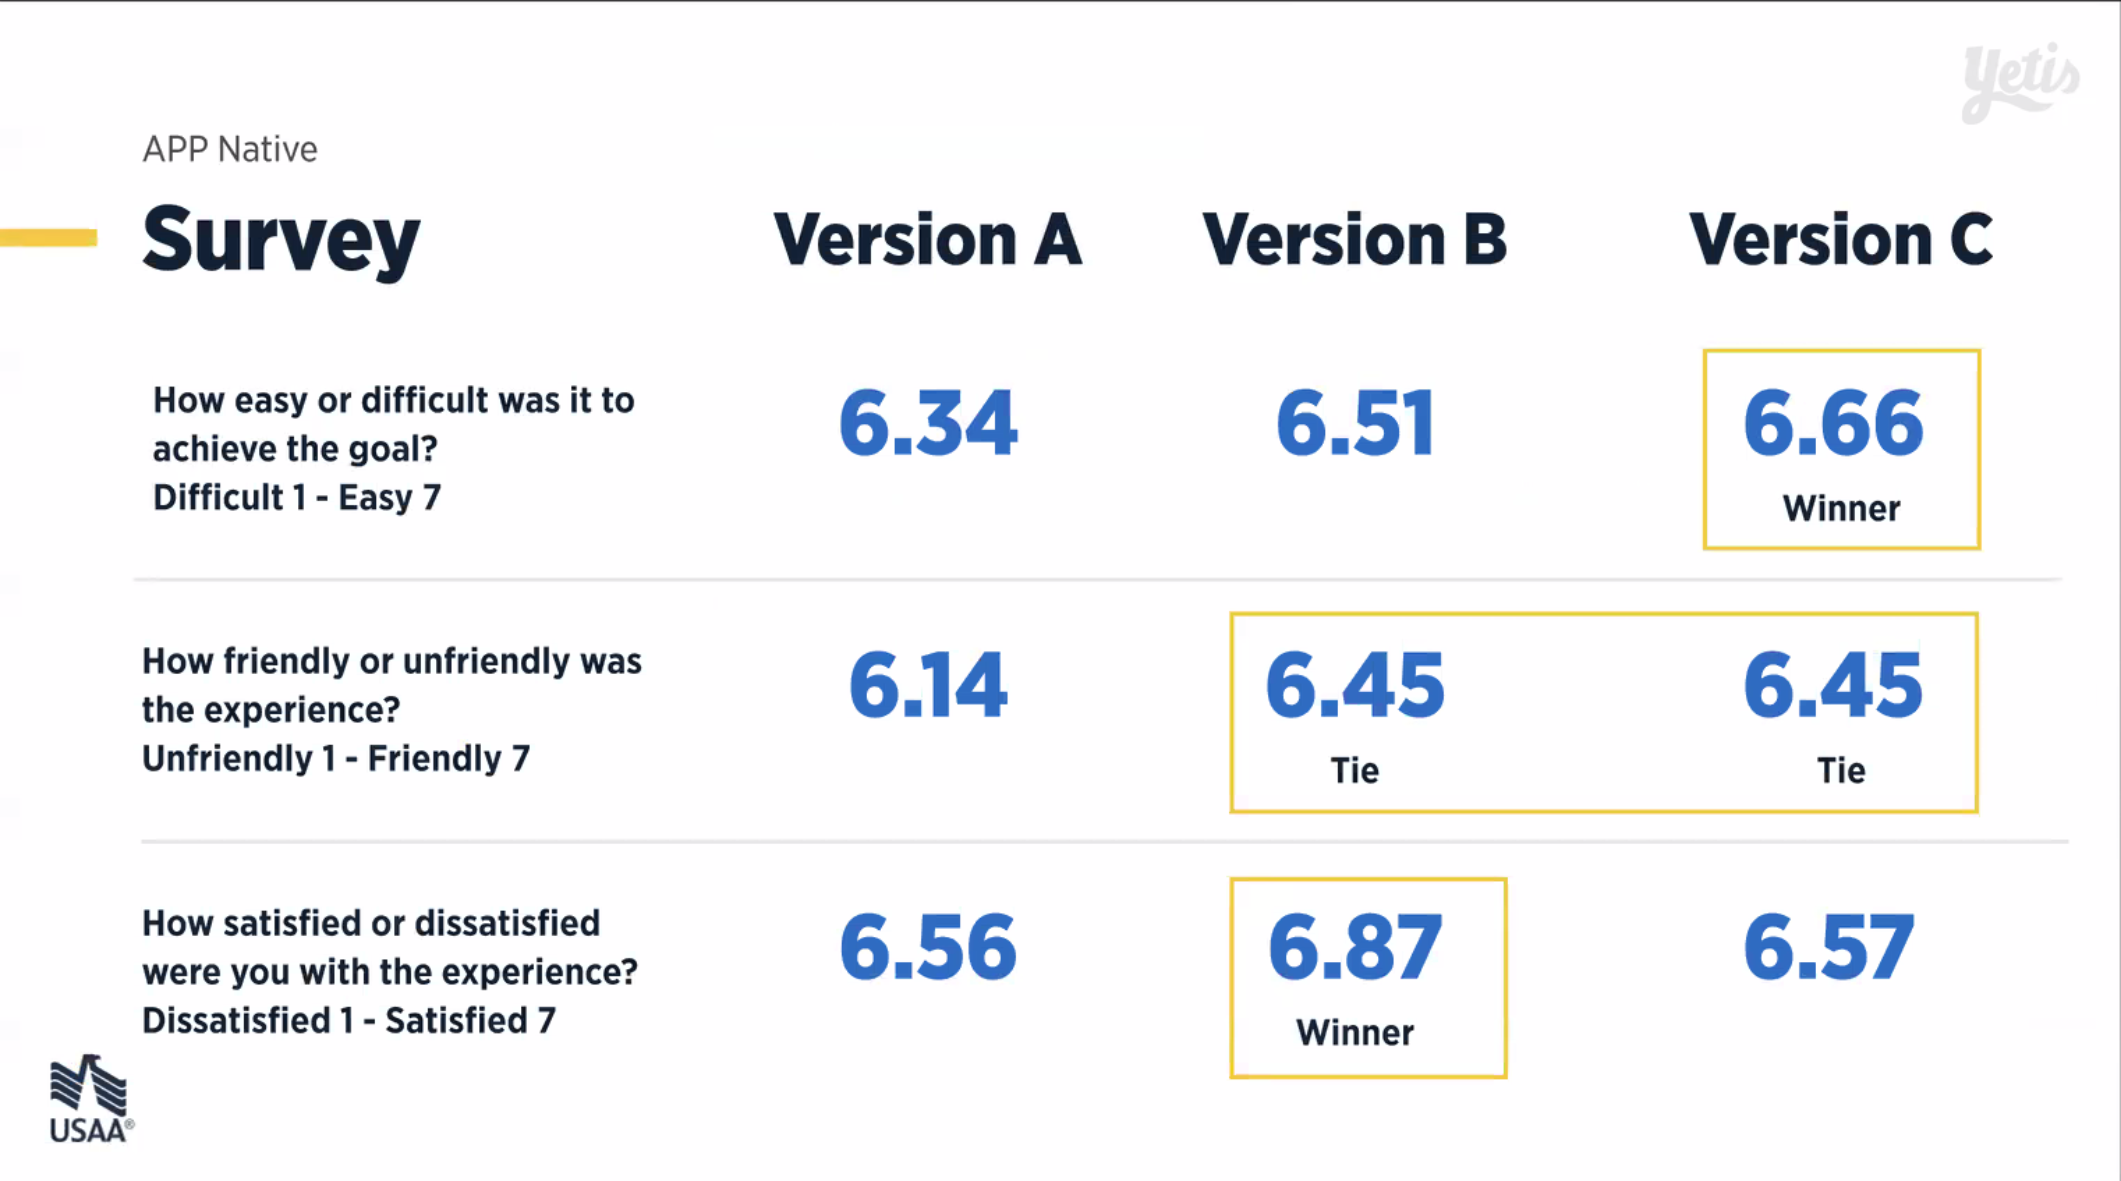 Yetis
APP Native
Survey
Version A
Version B
Version C
How easy or difficult was it to
achieve the goal?
Difficult 1 - Easy 7
6.34
6.51
6.66
Winner
How friendly or unfriendly was
the experience?
Unfriendly 1 - Friendly 7
6.14
6.45
Tie
6.45
Tie
How satisfied or dissatisfied
were you with the experience?
Dissatisfied 1 - Satisfied 7
6.56
6.87
Winner
6.57
USAA®